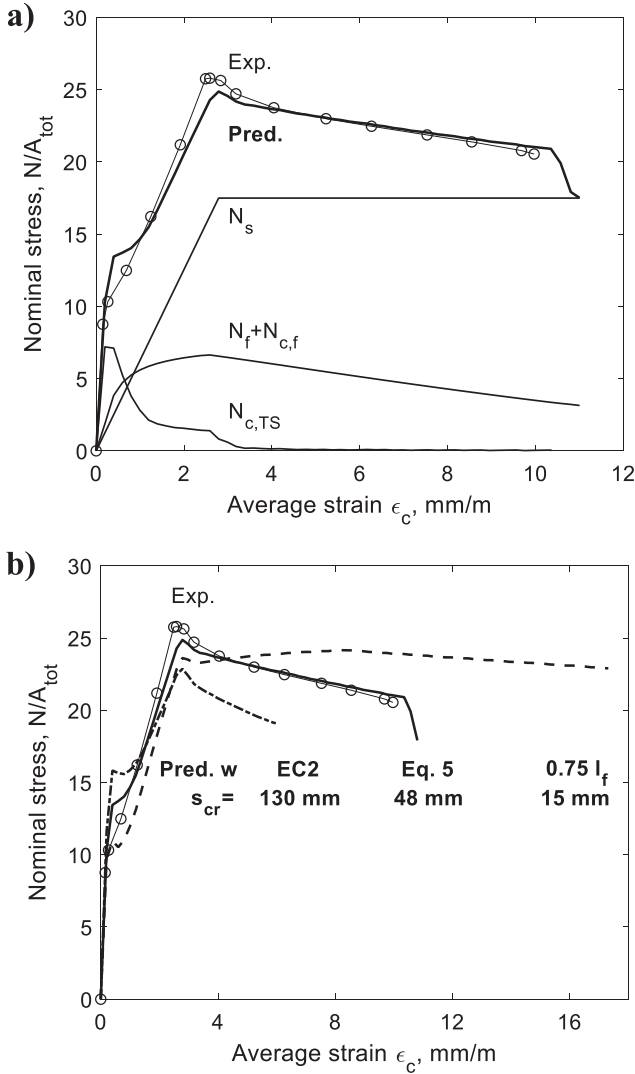 a)
30
25
20
15
10
5
0
Nominal stress, N/A_tot
Exp.
Pred.
N_s
N_f+N_c,f
N_c,TS
0 2 4 6 8 10 12
Average strain ϵ_c, mm/m
b)
30
25
20
15
10
5
0
Nominal stress, N/A_tot
Exp.
Pred. w EC2 Eq. 5 0.75 l_f
s_cr= 130 mm 48 mm 15 mm
0 4 8 12 16
Average strain ϵ_c, mm/m